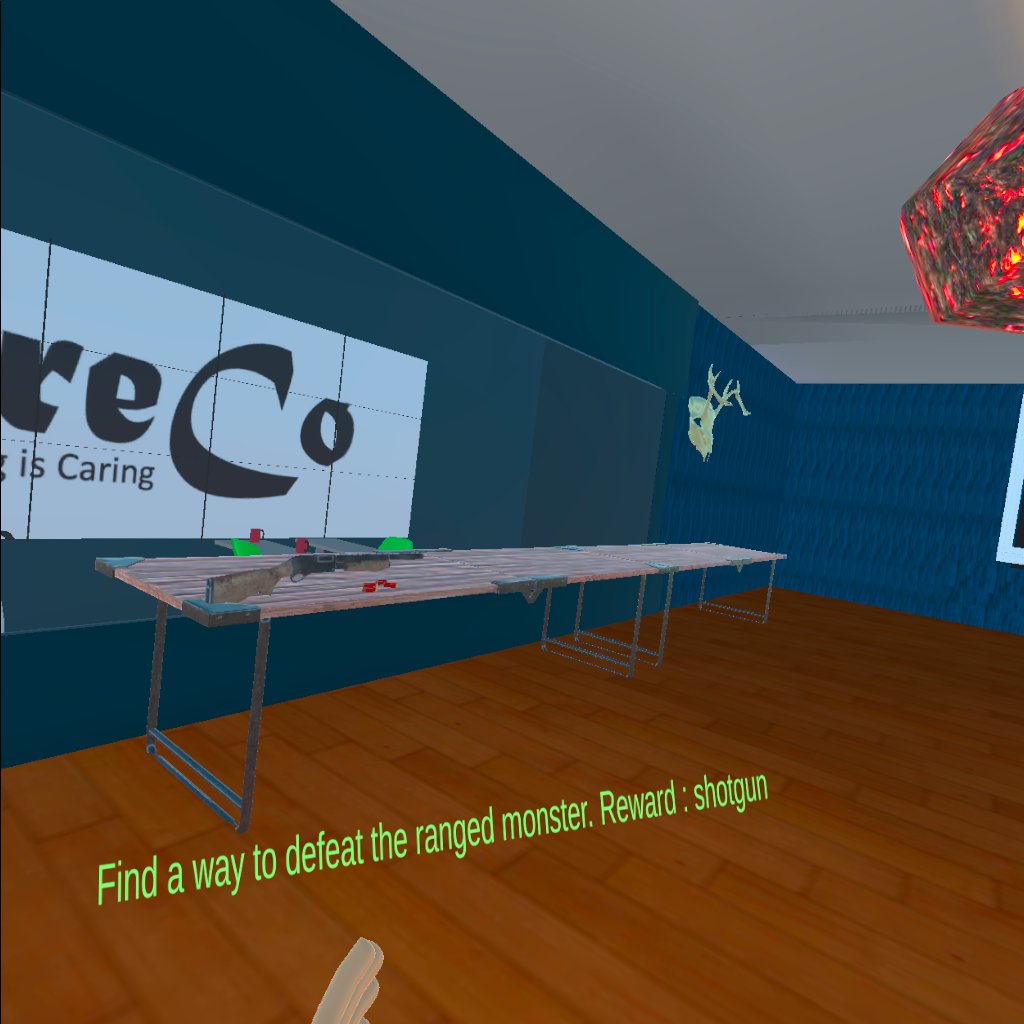 reCo
g is Caring
Find a way to defeat the ranged monster. Reward : shotgun